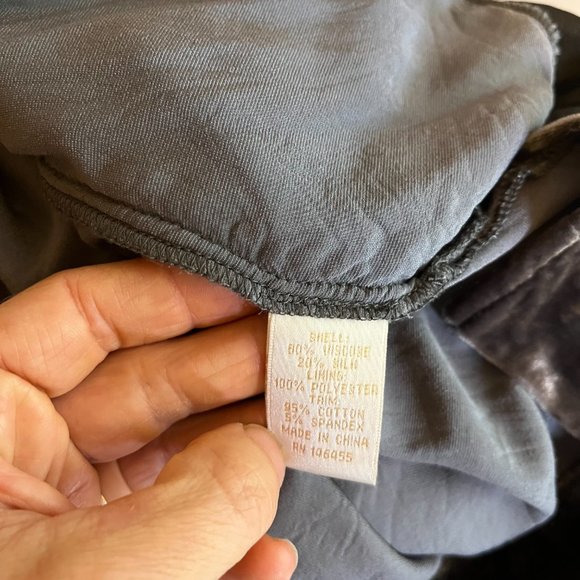 SHELL:
80% VISCOSE
20% SILK
LINING:
100% POLYESTER
TRIM:
95% COTTON
5% SPANDEX
MADE IN CHINA
RN 146455